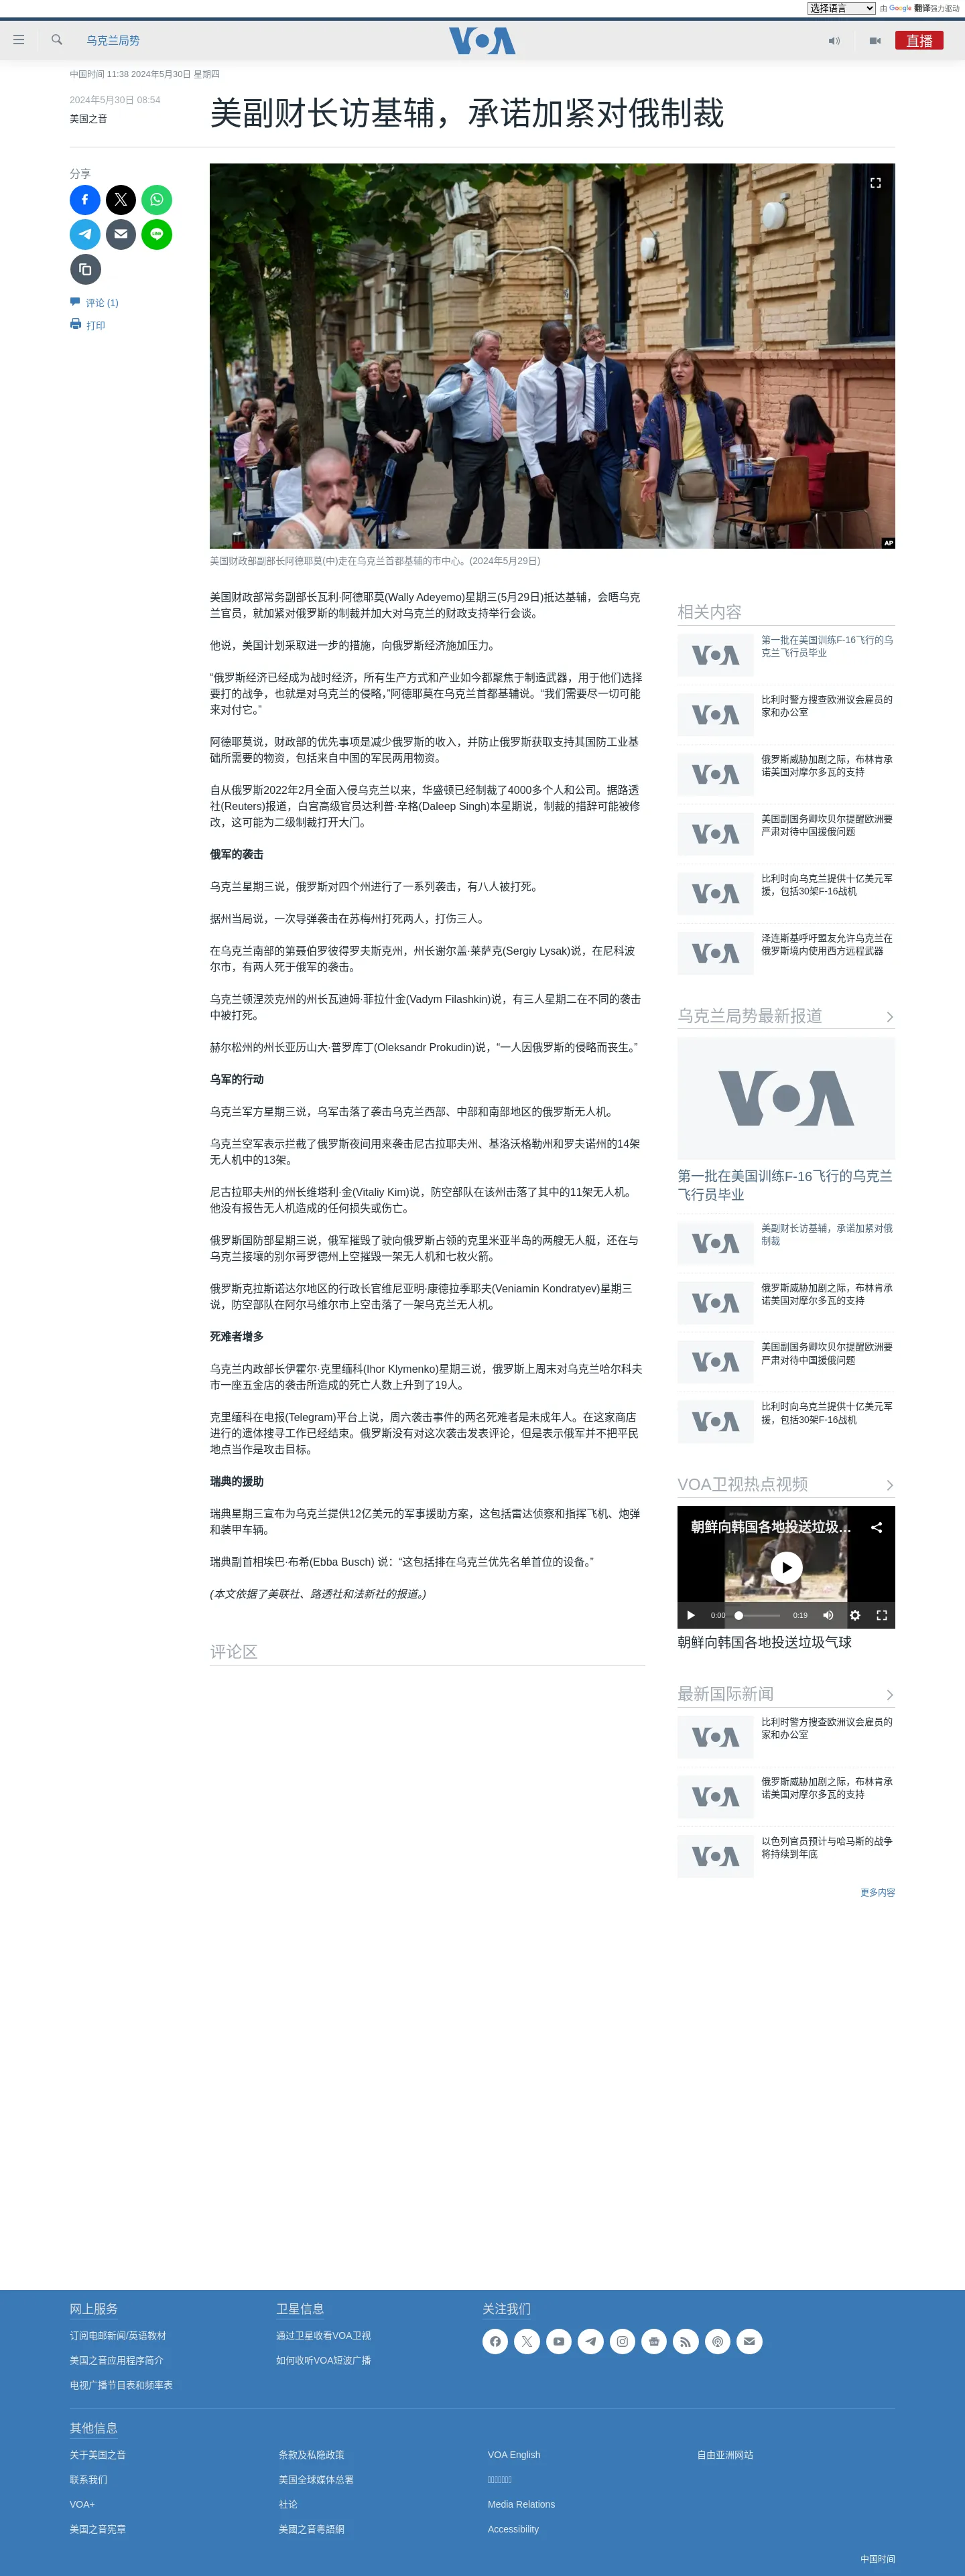 选择语言 由 Google 翻译强力驱动
乌克兰局势
VOA
直播
中国时间 11:38 2024年5月30日 星期四
2024年5月30日 08:54
美国之音
美副财长访基辅，承诺加紧对俄制裁
分享
评论 (1)
打印
AP
美国财政部副部长阿德耶莫(中)走在乌克兰首都基辅的市中心。(2024年5月29日)
美国财政部常务副部长瓦利·阿德耶莫(Wally Adeyemo)星期三(5月29日)抵达基辅，会晤乌克
兰官员，就加紧对俄罗斯的制裁并加大对乌克兰的财政支持举行会谈。
他说，美国计划采取进一步的措施，向俄罗斯经济施加压力。
“俄罗斯经济已经成为战时经济，所有生产方式和产业如今都聚焦于制造武器，用于他们选择
要打的战争，也就是对乌克兰的侵略，”阿德耶莫在乌克兰首都基辅说。“我们需要尽一切可能
来对付它。”
阿德耶莫说，财政部的优先事项是减少俄罗斯的收入，并防止俄罗斯获取支持其国防工业基
础所需要的物资，包括来自中国的军民两用物资。
自从俄罗斯2022年2月全面入侵乌克兰以来，华盛顿已经制裁了4000多个人和公司。据路透
社(Reuters)报道，白宫高级官员达利普·辛格(Daleep Singh)本星期说，制裁的措辞可能被修
改，这可能为二级制裁打开大门。
俄军的袭击
乌克兰星期三说，俄罗斯对四个州进行了一系列袭击，有八人被打死。
据州当局说，一次导弹袭击在苏梅州打死两人，打伤三人。
在乌克兰南部的第聂伯罗彼得罗夫斯克州，州长谢尔盖·莱萨克(Sergiy Lysak)说，在尼科波
尔市，有两人死于俄军的袭击。
乌克兰顿涅茨克州的州长瓦迪姆·菲拉什金(Vadym Filashkin)说，有三人星期二在不同的袭击
中被打死。
赫尔松州的州长亚历山大·普罗库丁(Oleksandr Prokudin)说，“一人因俄罗斯的侵略而丧生。”
乌军的行动
乌克兰军方星期三说，乌军击落了袭击乌克兰西部、中部和南部地区的俄罗斯无人机。
乌克兰空军表示拦截了俄罗斯夜间用来袭击尼古拉耶夫州、基洛沃格勒州和罗夫诺州的14架
无人机中的13架。
尼古拉耶夫州的州长维塔利·金(Vitaliy Kim)说，防空部队在该州击落了其中的11架无人机。
他没有报告无人机造成的任何损失或伤亡。
俄罗斯国防部星期三说，俄军摧毁了驶向俄罗斯占领的克里米亚半岛的两艘无人艇，还在与
乌克兰接壤的别尔哥罗德州上空摧毁一架无人机和七枚火箭。
俄罗斯克拉斯诺达尔地区的行政长官维尼亚明·康德拉季耶夫(Veniamin Kondratyev)星期三
说，防空部队在阿尔马维尔市上空击落了一架乌克兰无人机。
死难者增多
乌克兰内政部长伊霍尔·克里缅科(Ihor Klymenko)星期三说，俄罗斯上周末对乌克兰哈尔科夫
市一座五金店的袭击所造成的死亡人数上升到了19人。
克里缅科在电报(Telegram)平台上说，周六袭击事件的两名死难者是未成年人。在这家商店
进行的遗体搜寻工作已经结束。俄罗斯没有对这次袭击发表评论，但是表示俄军并不把平民
地点当作是攻击目标。
瑞典的援助
瑞典星期三宣布为乌克兰提供12亿美元的军事援助方案，这包括雷达侦察和指挥飞机、炮弹
和装甲车辆。
瑞典副首相埃巴·布希(Ebba Busch) 说：“这包括排在乌克兰优先名单首位的设备。”
(本文依据了美联社、路透社和法新社的报道。)
评论区
相关内容
VOA 第一批在美国训练F-16飞行的乌
克兰飞行员毕业
VOA 比利时警方搜查欧洲议会雇员的
家和办公室
VOA 俄罗斯威胁加剧之际，布林肯承
诺美国对摩尔多瓦的支持
VOA 美国副国务卿坎贝尔提醒欧洲要
严肃对待中国援俄问题
VOA 比利时向乌克兰提供十亿美元军
援，包括30架F-16战机
VOA 泽连斯基呼吁盟友允许乌克兰在
俄罗斯境内使用西方远程武器
乌克兰局势最新报道
VOA
第一批在美国训练F-16飞行的乌克兰
飞行员毕业
VOA 美副财长访基辅，承诺加紧对俄
制裁
VOA 俄罗斯威胁加剧之际，布林肯承
诺美国对摩尔多瓦的支持
VOA 美国副国务卿坎贝尔提醒欧洲要
严肃对待中国援俄问题
VOA 比利时向乌克兰提供十亿美元军
援，包括30架F-16战机
VOA卫视热点视频
朝鲜向韩国各地投送垃圾...
0:00 0:19
朝鲜向韩国各地投送垃圾气球
最新国际新闻
VOA 比利时警方搜查欧洲议会雇员的
家和办公室
VOA 俄罗斯威胁加剧之际，布林肯承
诺美国对摩尔多瓦的支持
VOA 以色列官员预计与哈马斯的战争
将持续到年底
更多内容
网上服务
订阅电邮新闻/英语教材
美国之音应用程序简介
电视广播节目表和频率表
卫星信息
通过卫星收看VOA卫视
如何收听VOA短波广播
关注我们
其他信息
关于美国之音
联系我们
VOA+
美国之音宪章
条款及私隐政策
美国全球媒体总署
社论
美國之音粵語網
VOA English
Media Relations
Accessibility
自由亚洲网站
中国时间